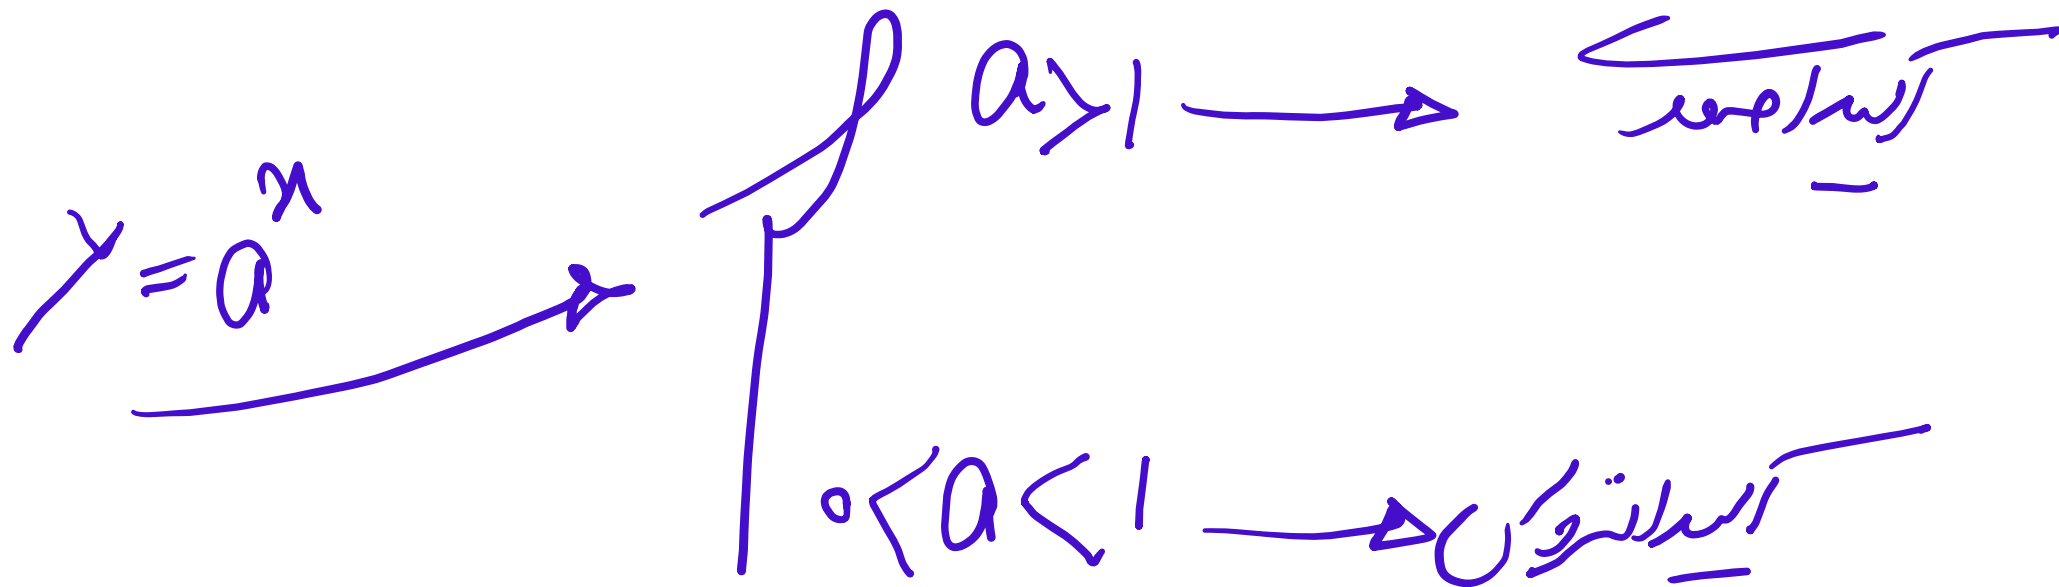 a>1 → اکیداً صعودی
y = a^x →
0<a<1 → اکیداً نزولی